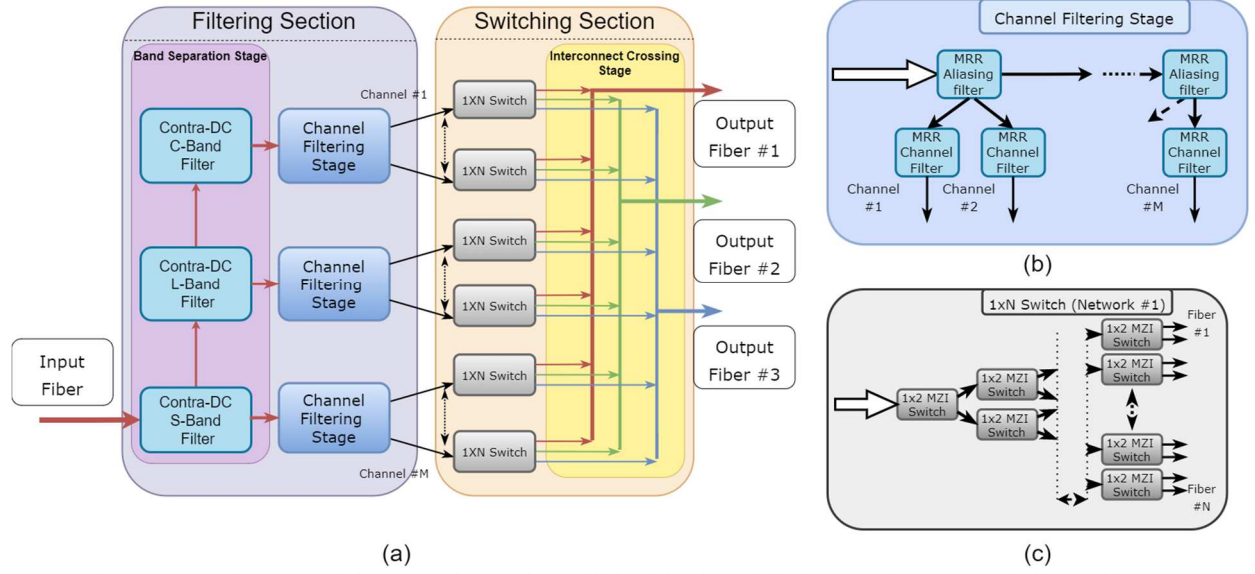 Filtering Section
Band Separation Stage
Contra-DC
C-Band
Filter
Channel
Filtering
Stage
Contra-DC
L-Band
Filter
Channel
Filtering
Stage
Contra-DC
S-Band
Filter
Channel
Filtering
Stage
Input
Fiber
Channel #1
Channel #M
Switching Section
Interconnect Crossing
Stage
1XN Switch
1XN Switch
1XN Switch
1XN Switch
1XN Switch
1XN Switch
Output
Fiber #1
Output
Fiber #2
Output
Fiber #3
(a)
Channel Filtering Stage
MRR
Aliasing
filter
MRR
Aliasing
filter
MRR
Channel
Filter
MRR
Channel
Filter
MRR
Channel
Filter
Channel
#1
Channel
#2
Channel
#M
(b)
1xN Switch (Network #1)
1x2 MZI
Switch
1x2 MZI
Switch
1x2 MZI
Switch
1x2 MZI
Switch
1x2 MZI
Switch
1x2 MZI
Switch
1x2 MZI
Switch
Fiber
#1
Fiber
#N
(c)